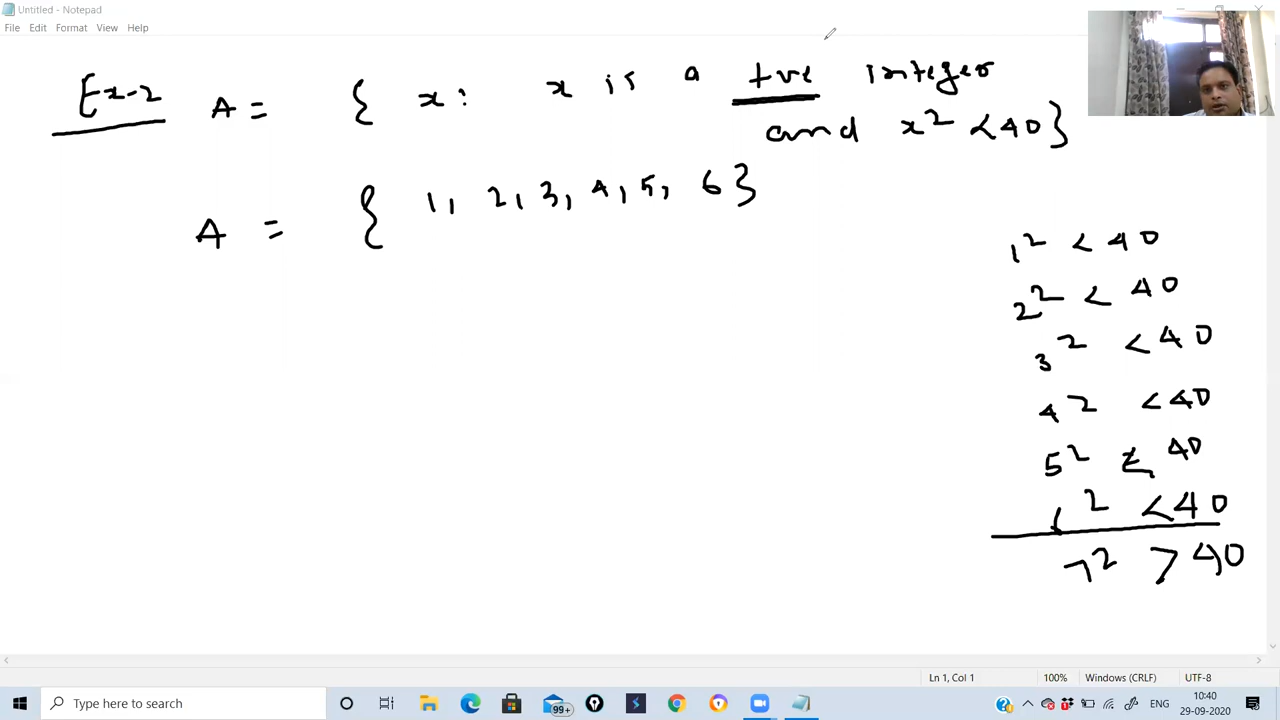 Untitled - Notepad
File Edit Format View Help
Ex-2 A = { x: x is a +ve integer
and x² < 40 }
A = { 1, 2, 3, 4, 5, 6 }
1² < 40
2² < 40
3² < 40
4² < 40
5² < 40
² < 40
7² > 40
Ln 1, Col 1 100% Windows (CRLF) UTF-8
Type here to search 99+ ENG 10:40
29-09-2020